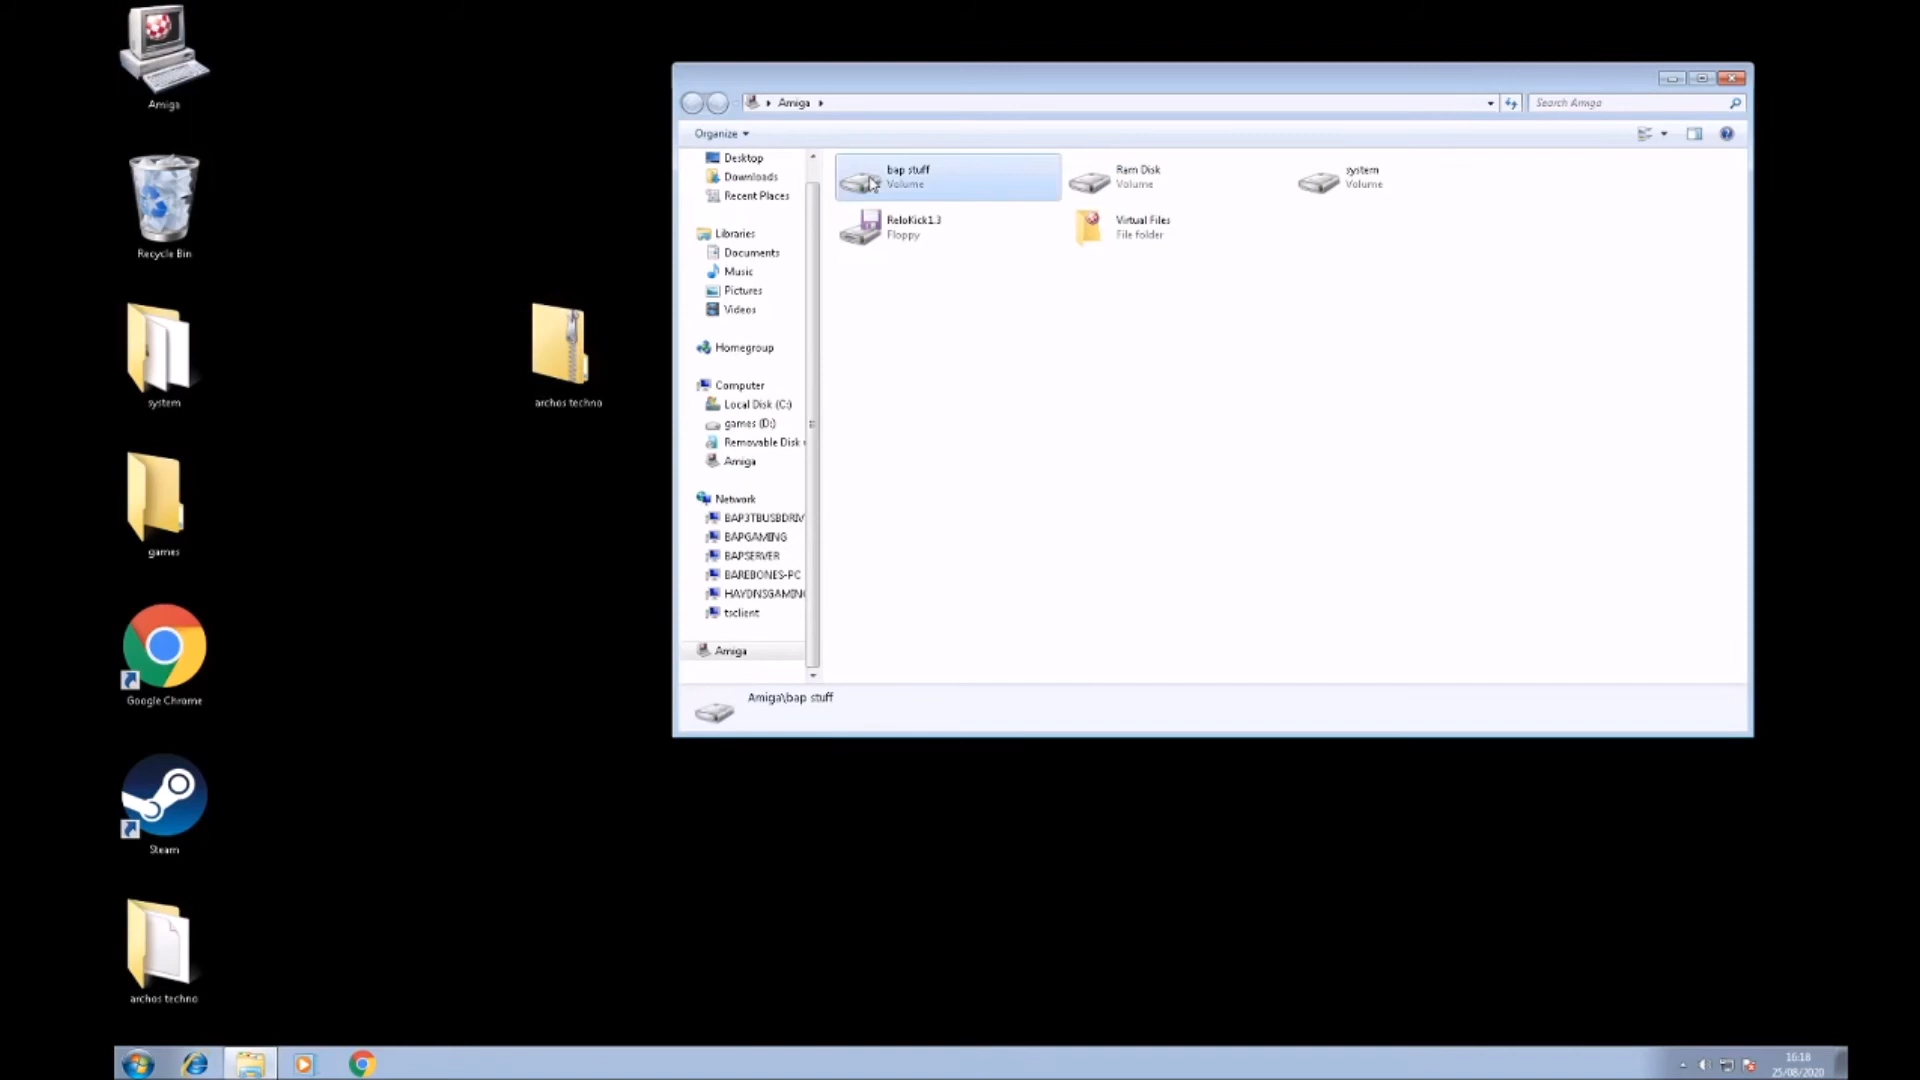 Amiga
Recycle Bin
system
games
Google Chrome
Steam
archos techno
archos techno
Amiga
Search Amiga
Organize
Desktop
Downloads
Recent Places
Libraries
Documents
Music
Pictures
Videos
Homegroup
Computer
Local Disk (C:)
games (D:)
Removable Disk
Amiga
Network
BAP3TBUSBDRIV
BAPGAMING
BAPSERVER
BAREBONES-PC
HAYDNSGAMING
tsclient
Amiga
bap stuff
Volume
Ram Disk
Volume
system
Volume
ReloKick1.3
Floppy
Virtual Files
File folder
Amiga\bap stuff
16:18
25/08/2020